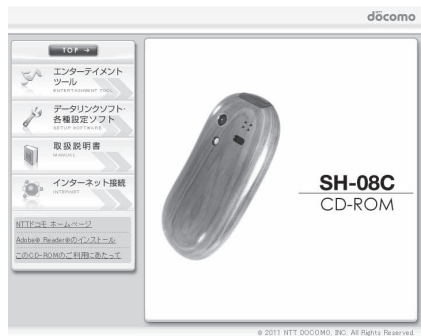 döcomo
TOP →
エンターテイメント
ツール
ENTERTAINMENT TOOL
データリンクソフト・
各種設定ソフト
SETUP SOFTWARE
取扱説明書
MANUAL
インターネット接続
INTERNET
NTTドコモ ホームページ
Adobe® Reader®のインストール
このCD-ROMのご利用にあたって
SH-08C
CD-ROM
© 2011 NTT DOCOMO, INC. All Rights Reserved.